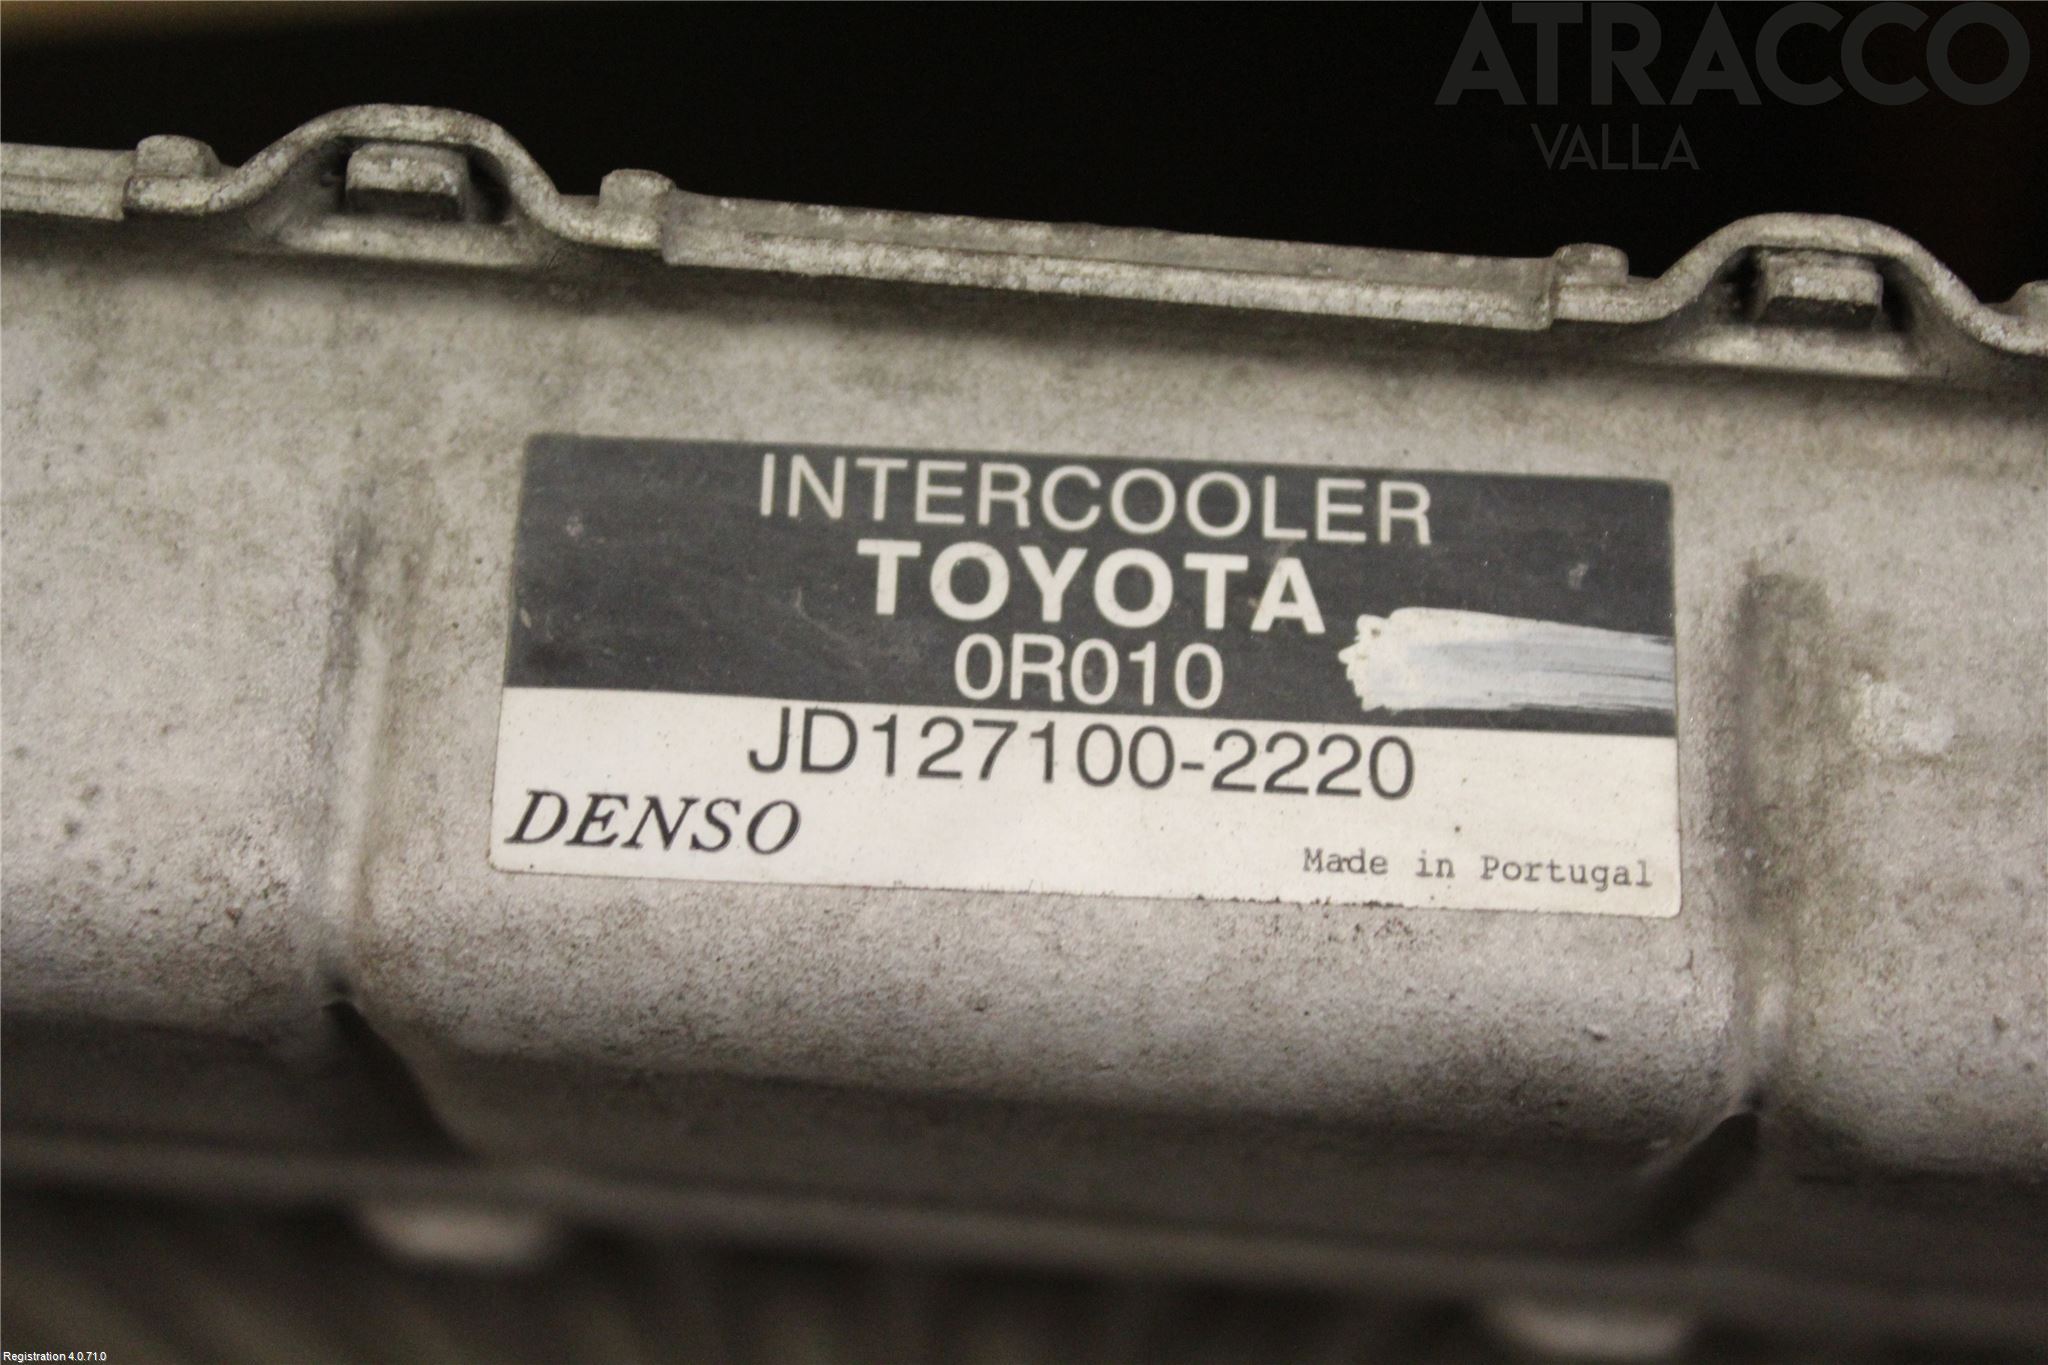 ATRACCO
VALLA
INTERCOOLER
TOYOTA
0R010
JD127100-2220
DENSO
Made in Portugal
Registration 4.0.71.0